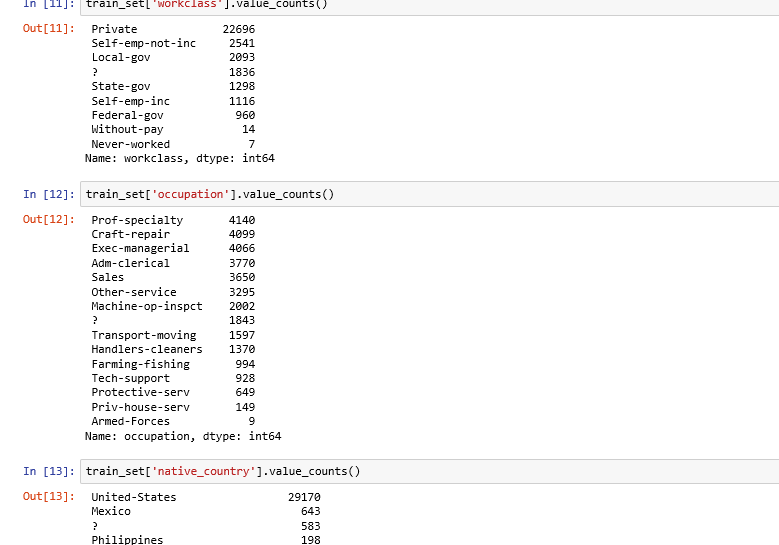 In [11]: train_set['workclass'].value_counts()
Out[11]: Private 22696
Self-emp-not-inc 2541
Local-gov 2093
? 1836
State-gov 1298
Self-emp-inc 1116
Federal-gov 960
Without-pay 14
Never-worked 7
Name: workclass, dtype: int64
In [12]: train_set['occupation'].value_counts()
Out[12]: Prof-specialty 4140
Craft-repair 4099
Exec-managerial 4066
Adm-clerical 3770
Sales 3650
Other-service 3295
Machine-op-inspct 2002
? 1843
Transport-moving 1597
Handlers-cleaners 1370
Farming-fishing 994
Tech-support 928
Protective-serv 649
Priv-house-serv 149
Armed-Forces 9
Name: occupation, dtype: int64
In [13]: train_set['native_country'].value_counts()
Out[13]: United-States 29170
Mexico 643
? 583
Philippines 198